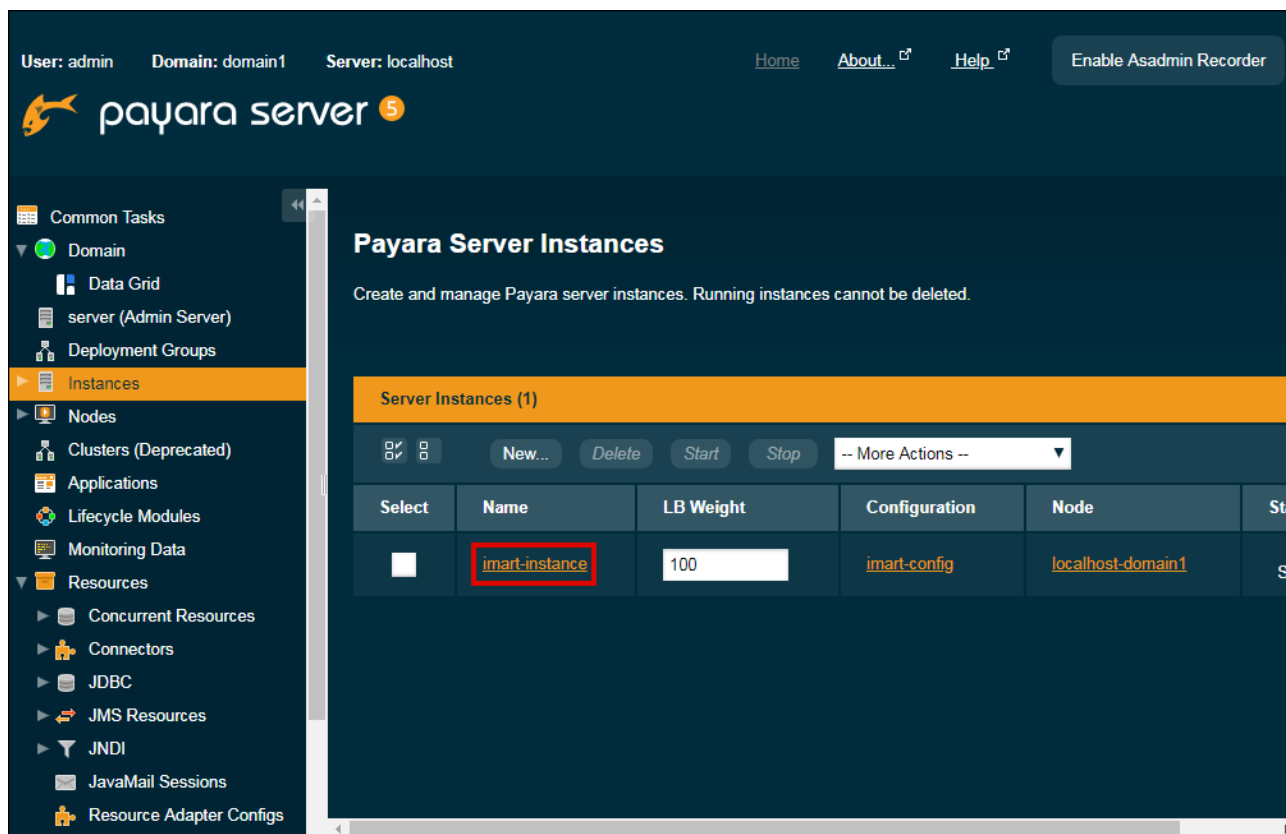 User: admin Domain: domain1 Server: localhost Home About... Help Enable Asadmin Recorder
payara server 5
Common Tasks
Domain
Data Grid
server (Admin Server)
Deployment Groups
Instances
Nodes
Clusters (Deprecated)
Applications
Lifecycle Modules
Monitoring Data
Resources
Concurrent Resources
Connectors
JDBC
JMS Resources
JNDI
JavaMail Sessions
Resource Adapter Configs
Payara Server Instances
Create and manage Payara server instances. Running instances cannot be deleted.
Server Instances (1)
New... Delete Start Stop -- More Actions --
Select Name LB Weight Configuration Node St
imart-instance 100 imart-config localhost-domain1 S